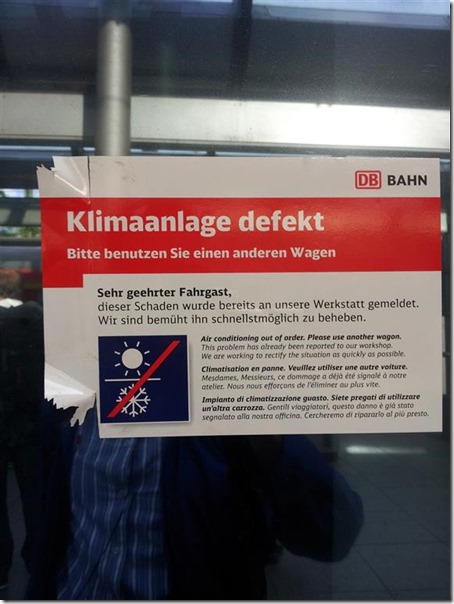 DB BAHN
Klimaanlage defekt
Bitte benutzen Sie einen anderen Wagen
Sehr geehrter Fahrgast,
dieser Schaden wurde bereits an unsere Werkstatt gemeldet.
Wir sind bemüht ihn schnellstmöglich zu beheben.
Air conditioning out of order. Please use another wagon.
This problem has already been reported to our workshop.
We are working to rectify the situation as quickly as possible.
Climatisation en panne. Veuillez utiliser une autre voiture.
Mesdames, Messieurs, ce dommage a déjà été signalé à notre
atelier. Nous nous efforçons de l'éliminer au plus vite.
Impianto di climatizzazione guasto. Siete pregati di utilizzare
un'altra carrozza. Gentili viaggiatori, questo danno è già stato
segnalato alla nostra officina. Cercheremo di ripararlo al più presto.